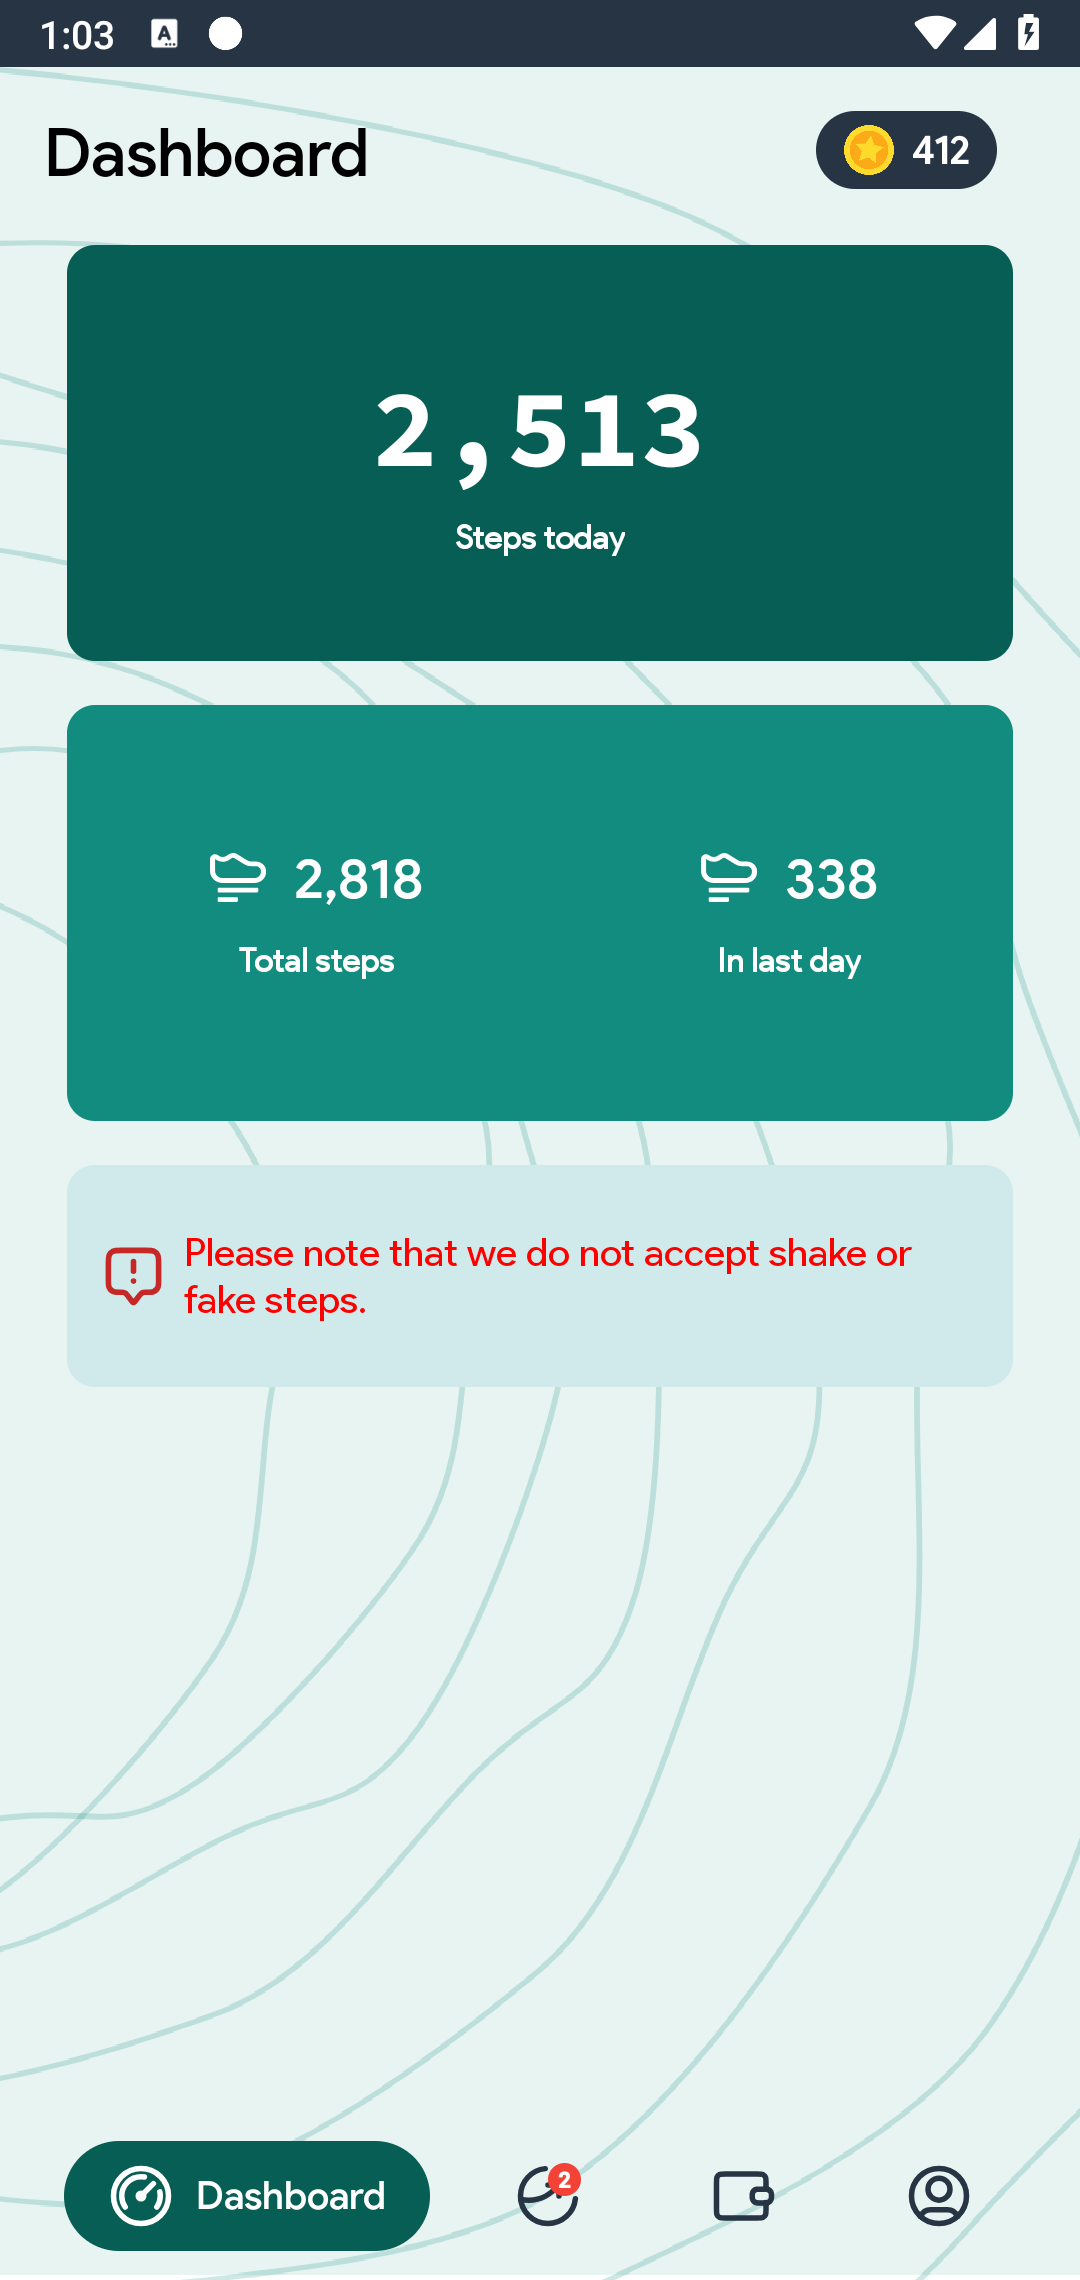 1:03
Dashboard
412
2,513
Steps today
2,818
338
Total steps
In last day
Please note that we do not accept shake or
fake steps.
Dashboard
2